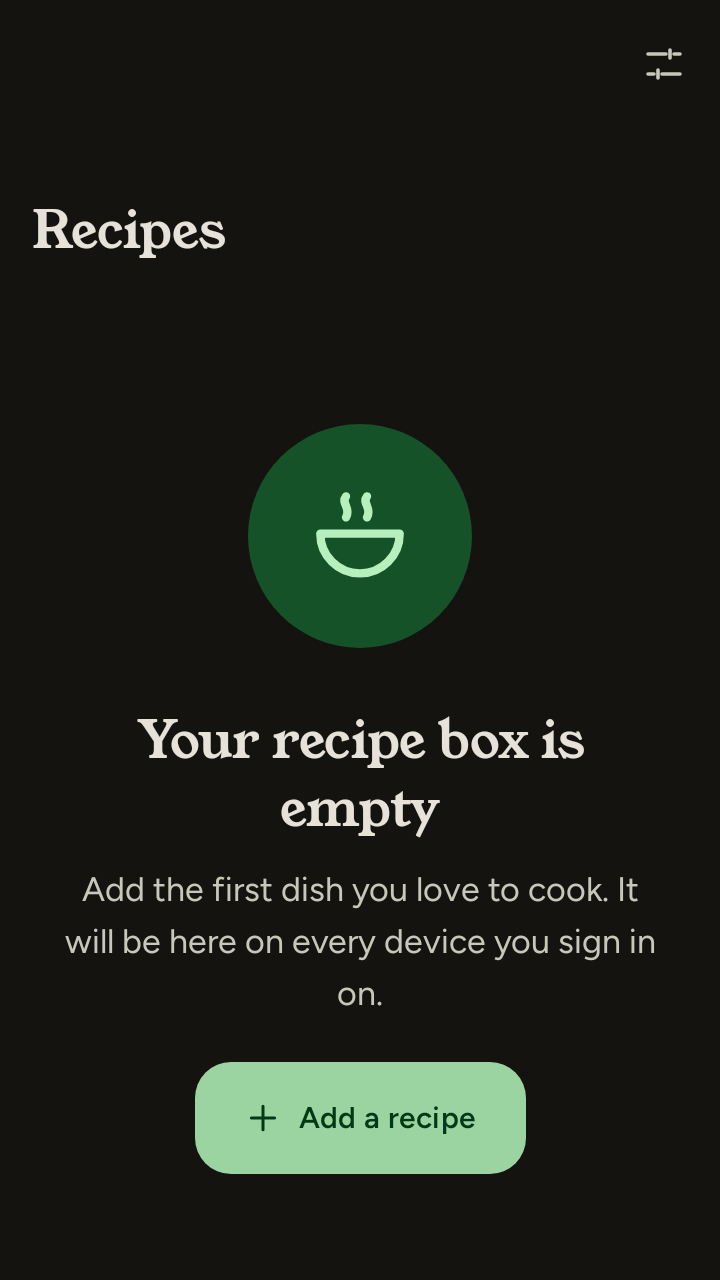 Recipes
Your recipe box is
empty
Add the first dish you love to cook. It
will be here on every device you sign in
on.
Add a recipe